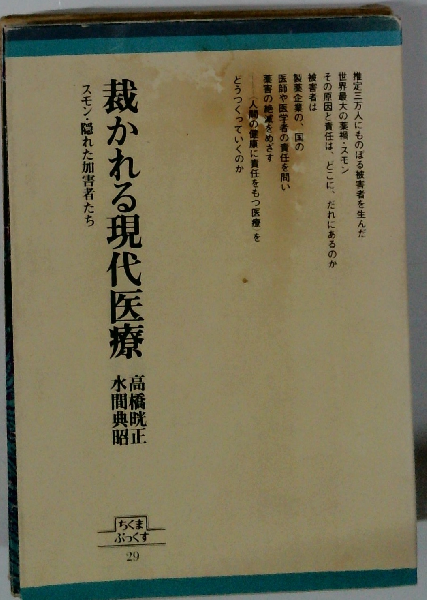 推定三万人にものぼる被害者を生んだ
世界最大の薬禍・スモン
その原因と責任は、どこに、だれにあるのか
被害者は
製薬企業の、国の
医師や医学者の責任を問い
薬害の絶滅をめざす
——人間の健康に責任をもつ医療 を
どうつくっていくのか
裁かれる現代医療
スモン・隠れた加害者たち
高橋晄正
水間典昭
ちくま
ぶっくす
29